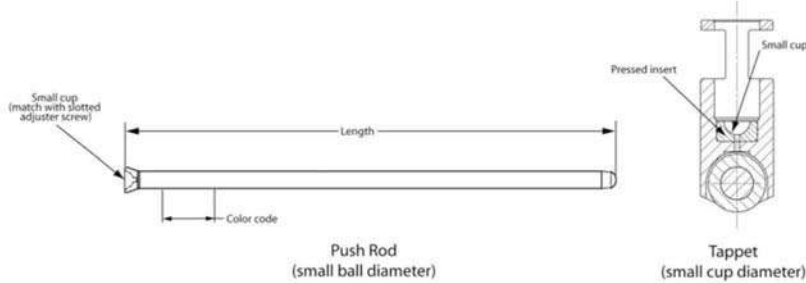 Small cup
(match with slotted
adjuster screw)
Length
Color code
Push Rod
(small ball diameter)
Small cup
Pressed insert
Tappet
(small cup diameter)